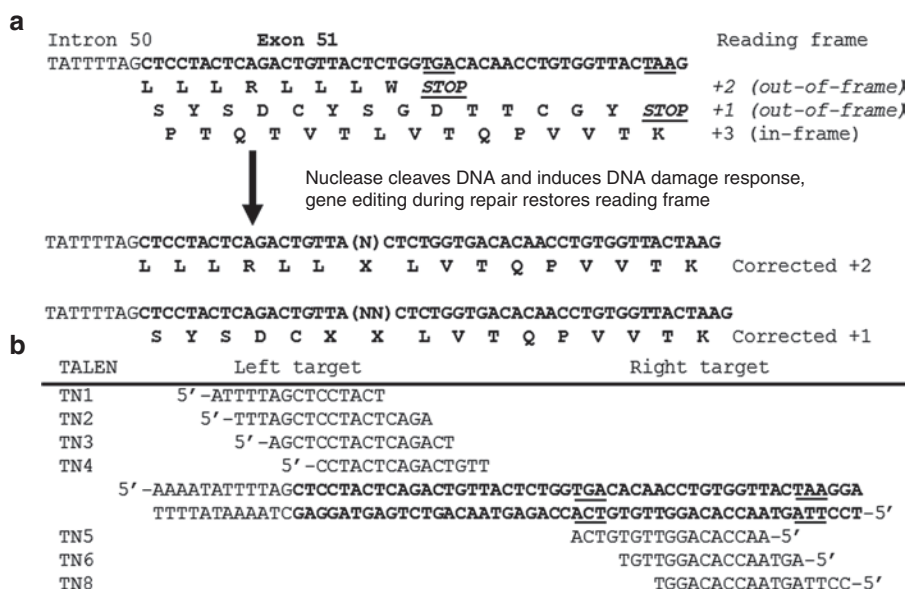 a
Intron 50 Exon 51 Reading frame
TATTTTAGCTCCTACTCAGACTGTTACTCTGGTGACACAACCTGTGGTTACTAAG
L L L R L L L W STOP +2 (out-of-frame)
S Y S D C Y S G D T T C G Y STOP +1 (out-of-frame)
P T Q T V T L V T Q P V V T K +3 (in-frame)
Nuclease cleaves DNA and induces DNA damage response,
gene editing during repair restores reading frame
TATTTTAGCTCCTACTCAGACTGTTA(N)CTCTGGTGACACAACCTGTGGTTACTAAG
L L L R L L X L V T Q P V V T K Corrected +2
TATTTTAGCTCCTACTCAGACTGTTA(NN)CTCTGGTGACACAACCTGTGGTTACTAAG
S Y S D C X X L V T Q P V V T K Corrected +1
b
TALEN Left target Right target
TN1 5′-ATTTTAGCTCCTACT
TN2 5′-TTTAGCTCCTACTCAGA
TN3 5′-AGCTCCTACTCAGACT
TN4 5′-CCTACTCAGACTGTT
5′-AAAATATTTTAGCTCCTACTCAGACTGTTACTCTGGTGACACAACCTGTGGTTACTAAGGA
TTTTATAAAATCGAGGATGAGTCTGACAATGAGACCACTGTGTTGGACACCAATGATTCCT-5′
TN5 ACTGTGTTGGACACCAA-5′
TN6 TGTTGGACACCAATGA-5′
TN8 TGGACACCAATGATTCC-5′